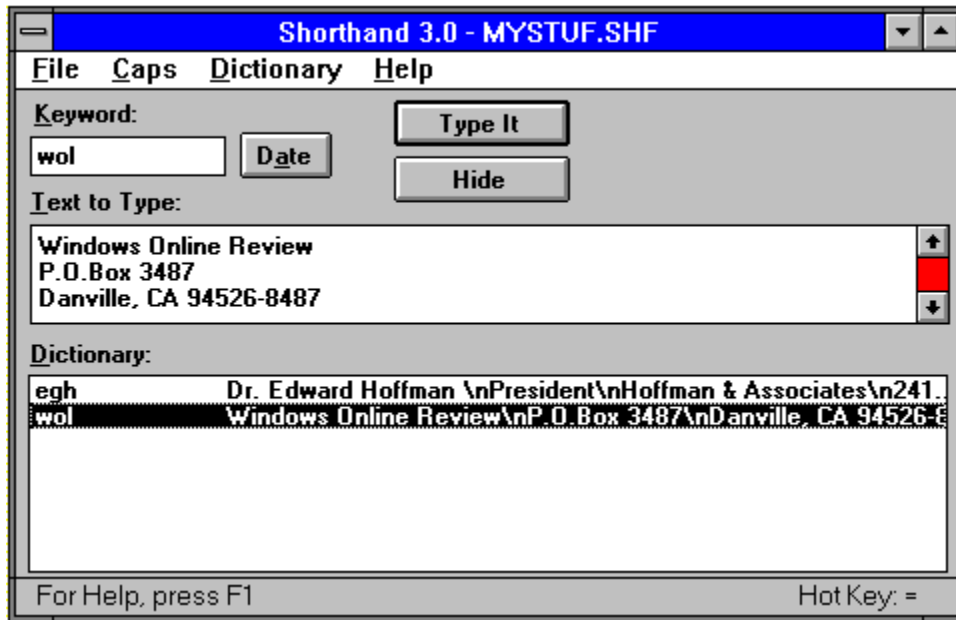 Shorthand 3.0 - MYSTUF.SHF
File Caps Dictionary Help
Keyword:
Type It
wol
Date
Hide
Text to Type:
Windows Online Review
P.O.Box 3487
Danville, CA 94526-8487
Dictionary:
egh Dr. Edward Hoffman \nPresident\nHoffman & Associates\n241..
wol Windows Online Review\nP.O.Box 3487\nDanville, CA 94526-8
For Help, press F1 Hot Key: =